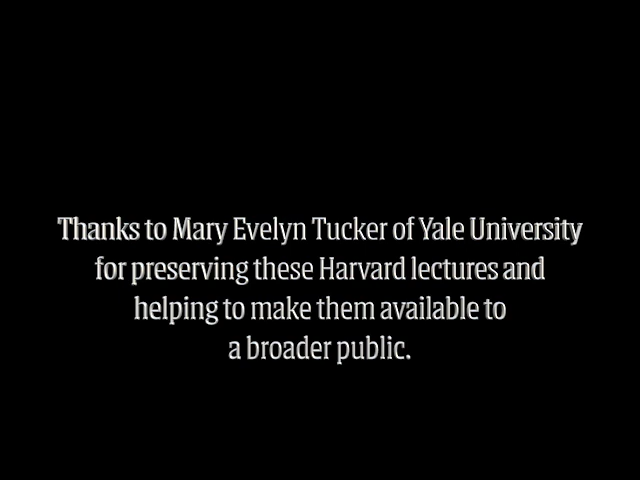 Thanks to Mary Evelyn Tucker of Yale University
for preserving these Harvard lectures and
helping to make them available to
a broader public.